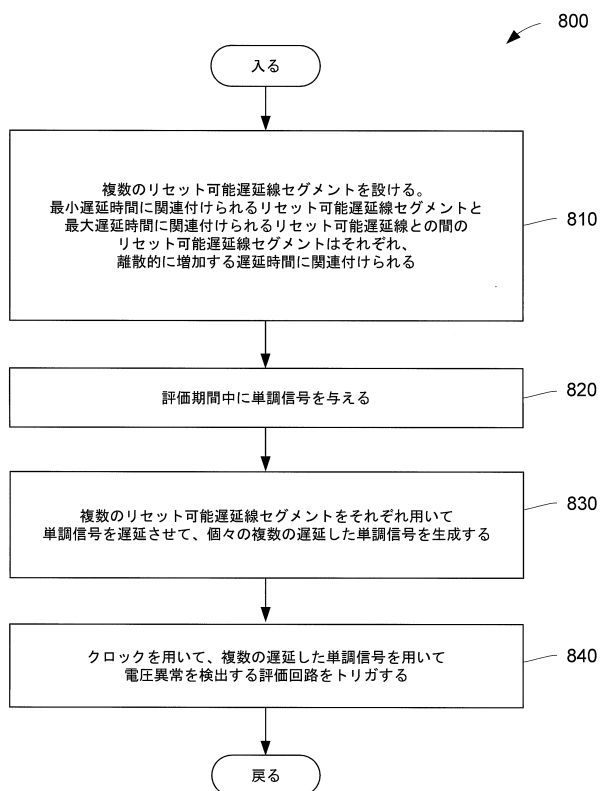 800
入る
複数のリセット可能遅延線セグメントを設ける。
最小遅延時間に関連付けられるリセット可能遅延線セグメントと
最大遅延時間に関連付けられるリセット可能遅延線との間の
リセット可能遅延線セグメントはそれぞれ、
離散的に増加する遅延時間に関連付けられる
810
評価期間中に単調信号を与える
820
複数のリセット可能遅延線セグメントをそれぞれ用いて
単調信号を遅延させて、個々の複数の遅延した単調信号を生成する
830
クロックを用いて、複数の遅延した単調信号を用いて
電圧異常を検出する評価回路をトリガする
840
戻る